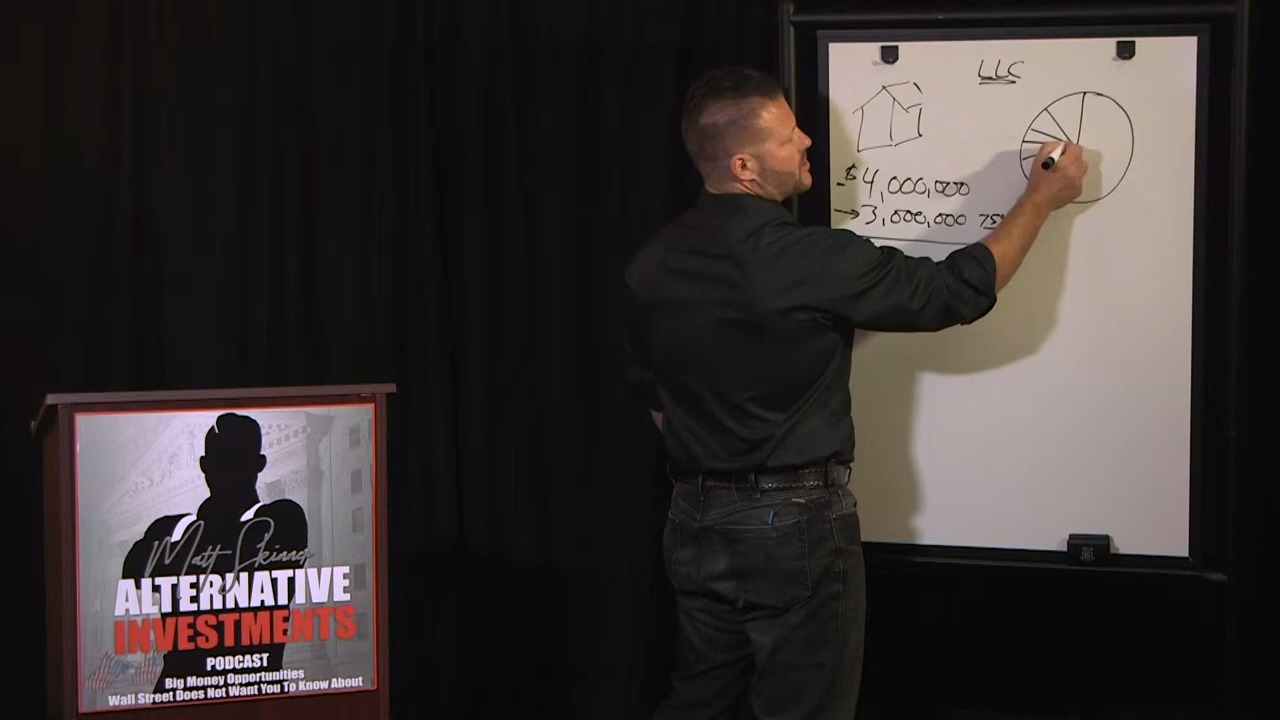 LLC
$4,000,000
3,000,000 75%
Matt Skinner
ALTERNATIVE
INVESTMENTS
PODCAST
Big Money Opportunities
Wall Street Does Not Want You To Know About